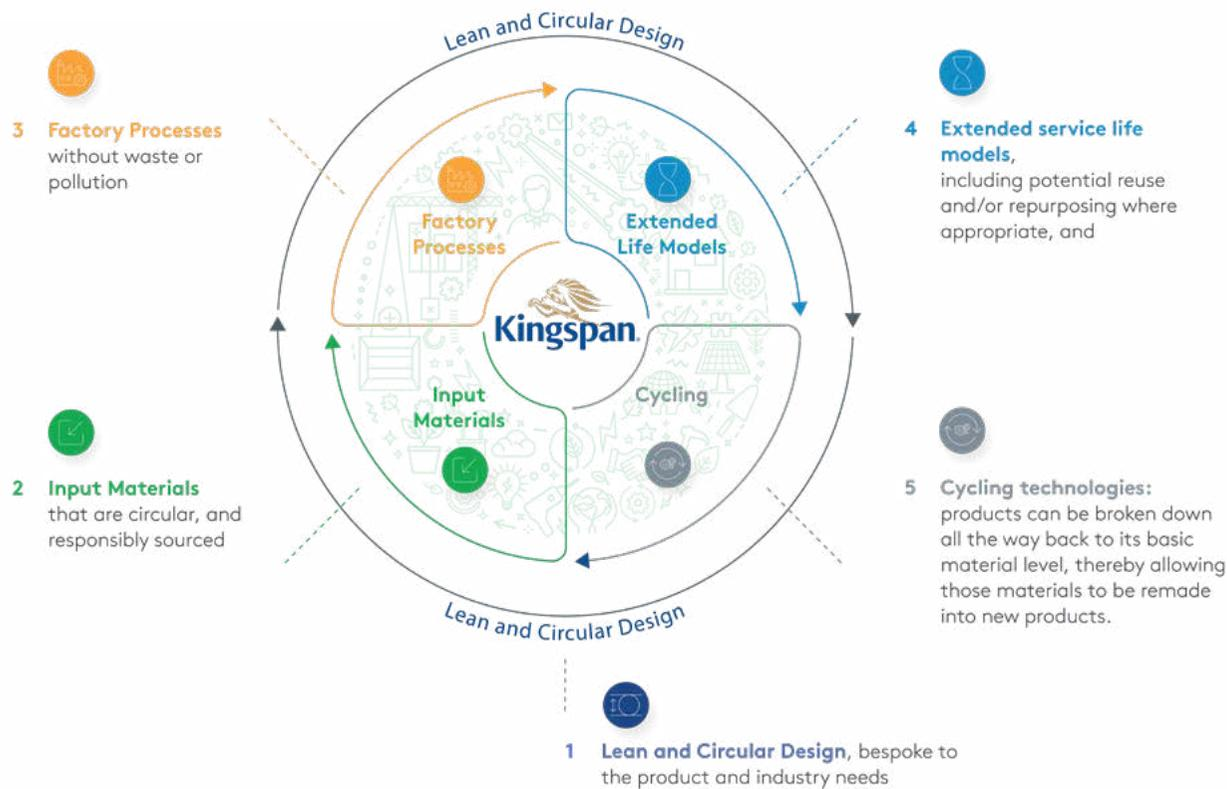 Lean and Circular Design
3 Factory Processes
without waste or
pollution
4 Extended service life
models,
including potential reuse
and/or repurposing where
appropriate, and
Factory
Processes
Extended
Life Models
Kingspan.
Input
Materials
Cycling
2 Input Materials
that are circular, and
responsibly sourced
5 Cycling technologies:
products can be broken down
all the way back to its basic
material level, thereby allowing
those materials to be remade
into new products.
Lean and Circular Design
1 Lean and Circular Design, bespoke to
the product and industry needs